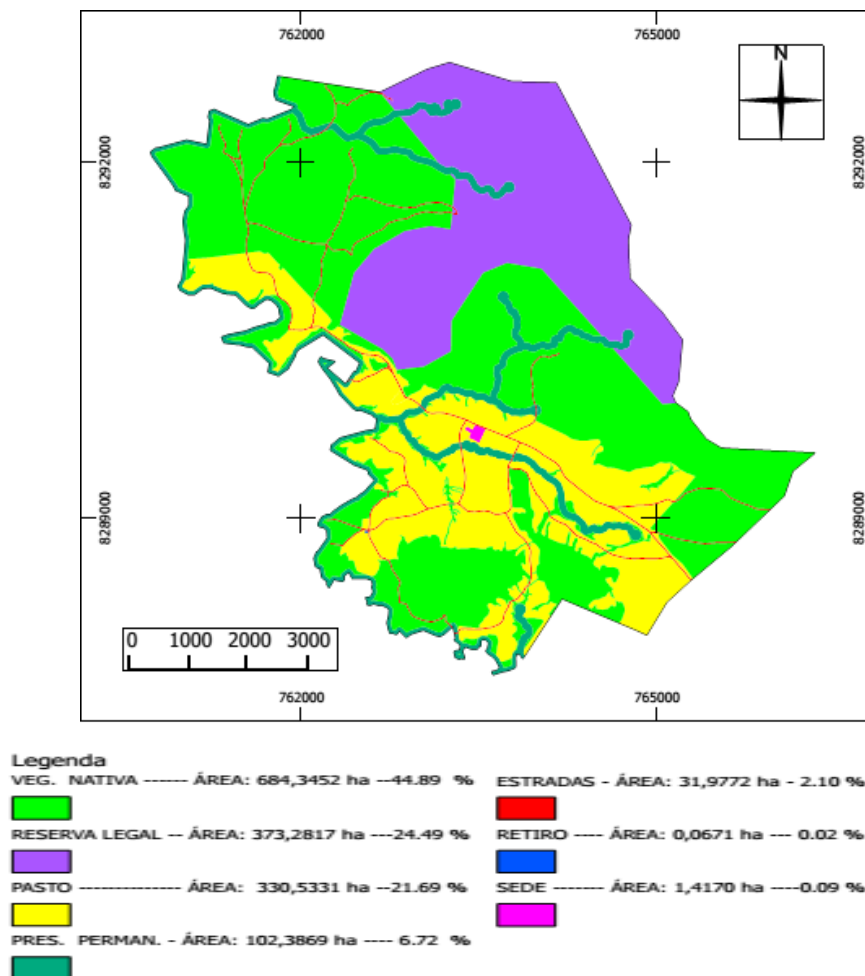 762000 765000
N
8292000 8292000
8289000 8289000
0 1000 2000 3000
762000 765000
Legenda
VEG. NATIVA ------ ÁREA: 684,3452 ha --44.89 %
RESERVA LEGAL -- ÁREA: 373,2817 ha ---24.49 %
PASTO -------------- ÁREA: 330,5331 ha --21.69 %
PRES. PERMAN. - ÁREA: 102,3869 ha ---- 6.72 %
ESTRADAS - ÁREA: 31,9772 ha - 2.10 %
RETIRO ---- ÁREA: 0,0671 ha --- 0.02 %
SEDE ------- ÁREA: 1,4170 ha ----0.09 %